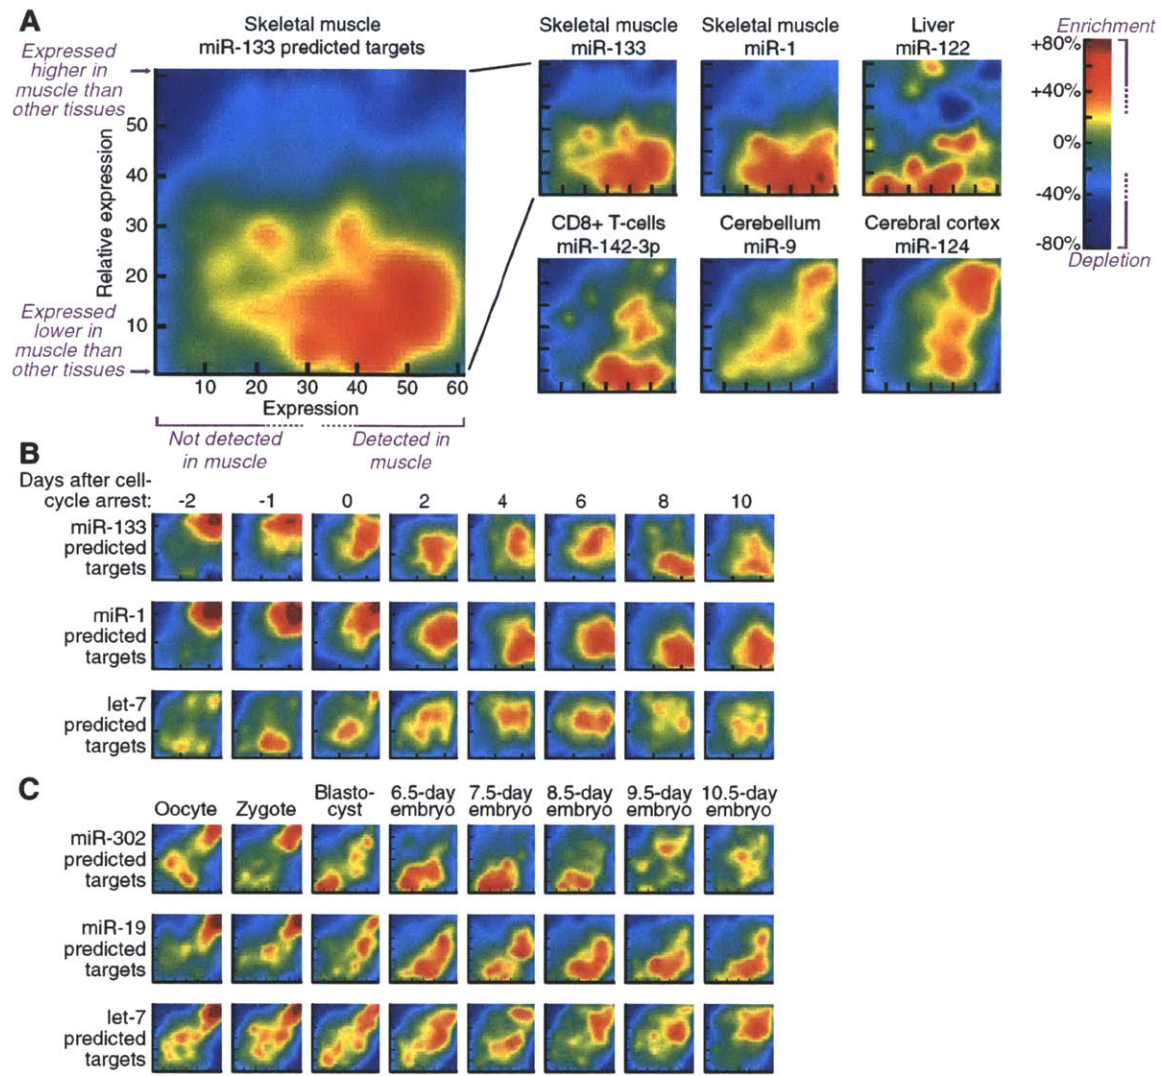 A
Skeletal muscle
miR-133 predicted targets
Expressed
higher in
muscle than
other tissues
Relative expression
50
40
30
20
10
Expressed
lower in
muscle than
other tissues
10 20 30 40 50 60
Expression
Not detected
in muscle
Detected in
muscle
Skeletal muscle
miR-133
Skeletal muscle
miR-1
Liver
miR-122
CD8+ T-cells
miR-142-3p
Cerebellum
miR-9
Cerebral cortex
miR-124
Enrichment
+80%
+40%
0%
-40%
-80%
Depletion
B
Days after cell-
cycle arrest: -2 -1 0 2 4 6 8 10
miR-133
predicted
targets
miR-1
predicted
targets
let-7
predicted
targets
C
Oocyte
Zygote
Blasto-
cyst
6.5-day
embryo
7.5-day
embryo
8.5-day
embryo
9.5-day
embryo
10.5-day
embryo
miR-302
predicted
targets
miR-19
predicted
targets
let-7
predicted
targets